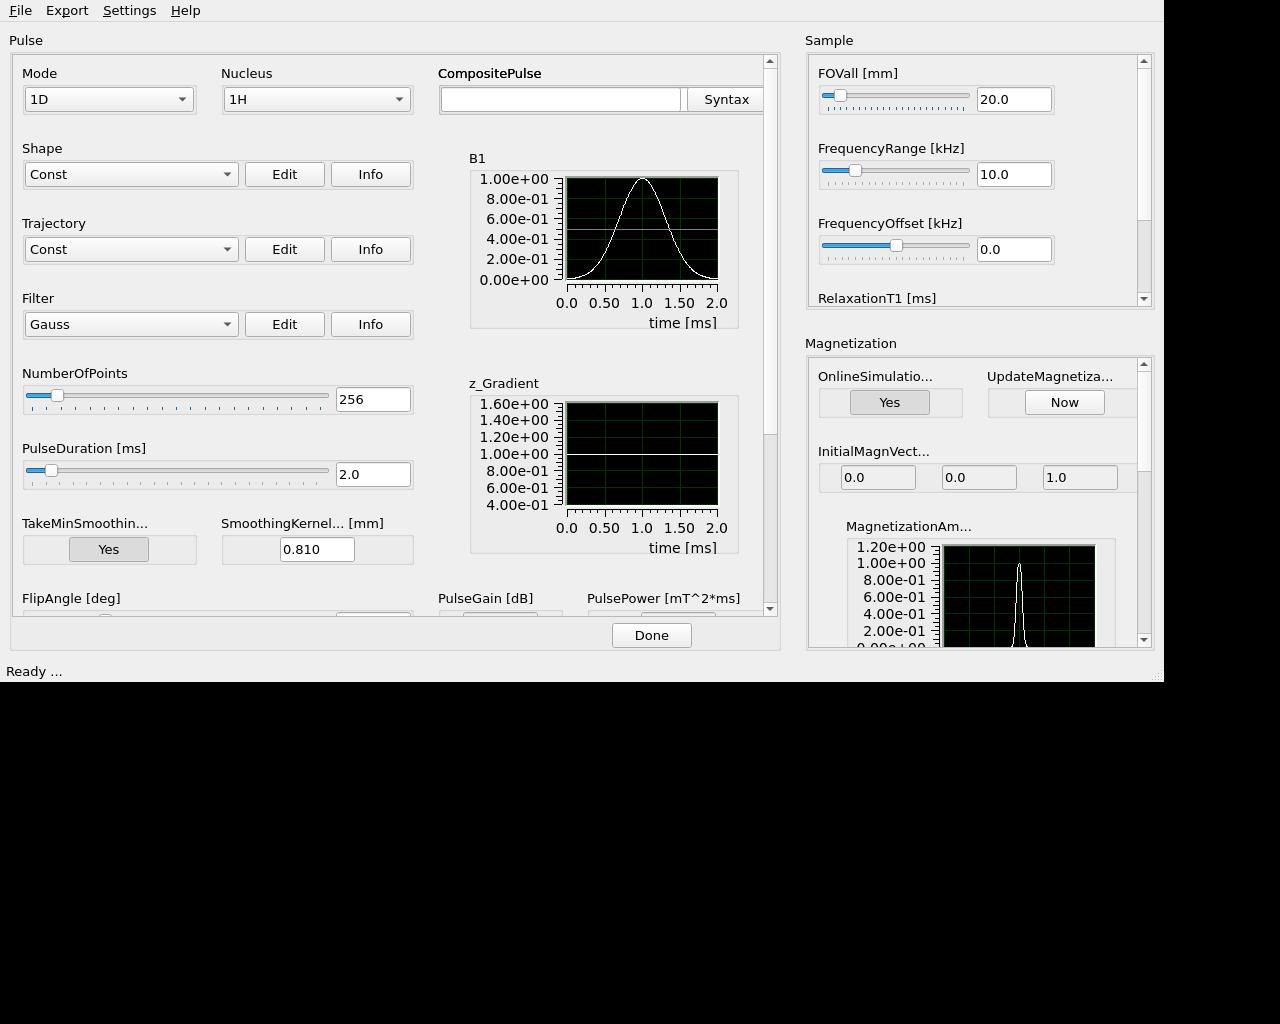 File Export Settings Help
Pulse
Mode Nucleus CompositePulse
1D 1H Syntax
Shape
Const Edit Info
Trajectory
Const Edit Info
Filter
Gauss Edit Info
NumberOfPoints
256
PulseDuration [ms]
2.0
TakeMinSmoothin... SmoothingKernel... [mm]
Yes 0.810
FlipAngle [deg] PulseGain [dB] PulsePower [mT^2*ms]
B1
1.00e+00
8.00e-01
6.00e-01
4.00e-01
2.00e-01
0.00e+00
0.0 0.50 1.0 1.50 2.0
time [ms]
z_Gradient
1.60e+00
1.40e+00
1.20e+00
1.00e+00
8.00e-01
6.00e-01
4.00e-01
0.0 0.50 1.0 1.50 2.0
time [ms]
Done
Sample
FOVall [mm]
20.0
FrequencyRange [kHz]
10.0
FrequencyOffset [kHz]
0.0
RelaxationT1 [ms]
Magnetization
OnlineSimulatio... UpdateMagnetiza...
Yes Now
InitialMagnVect...
0.0 0.0 1.0
MagnetizationAm...
1.20e+00
1.00e+00
8.00e-01
6.00e-01
4.00e-01
2.00e-01
0.00e+00
Ready ...